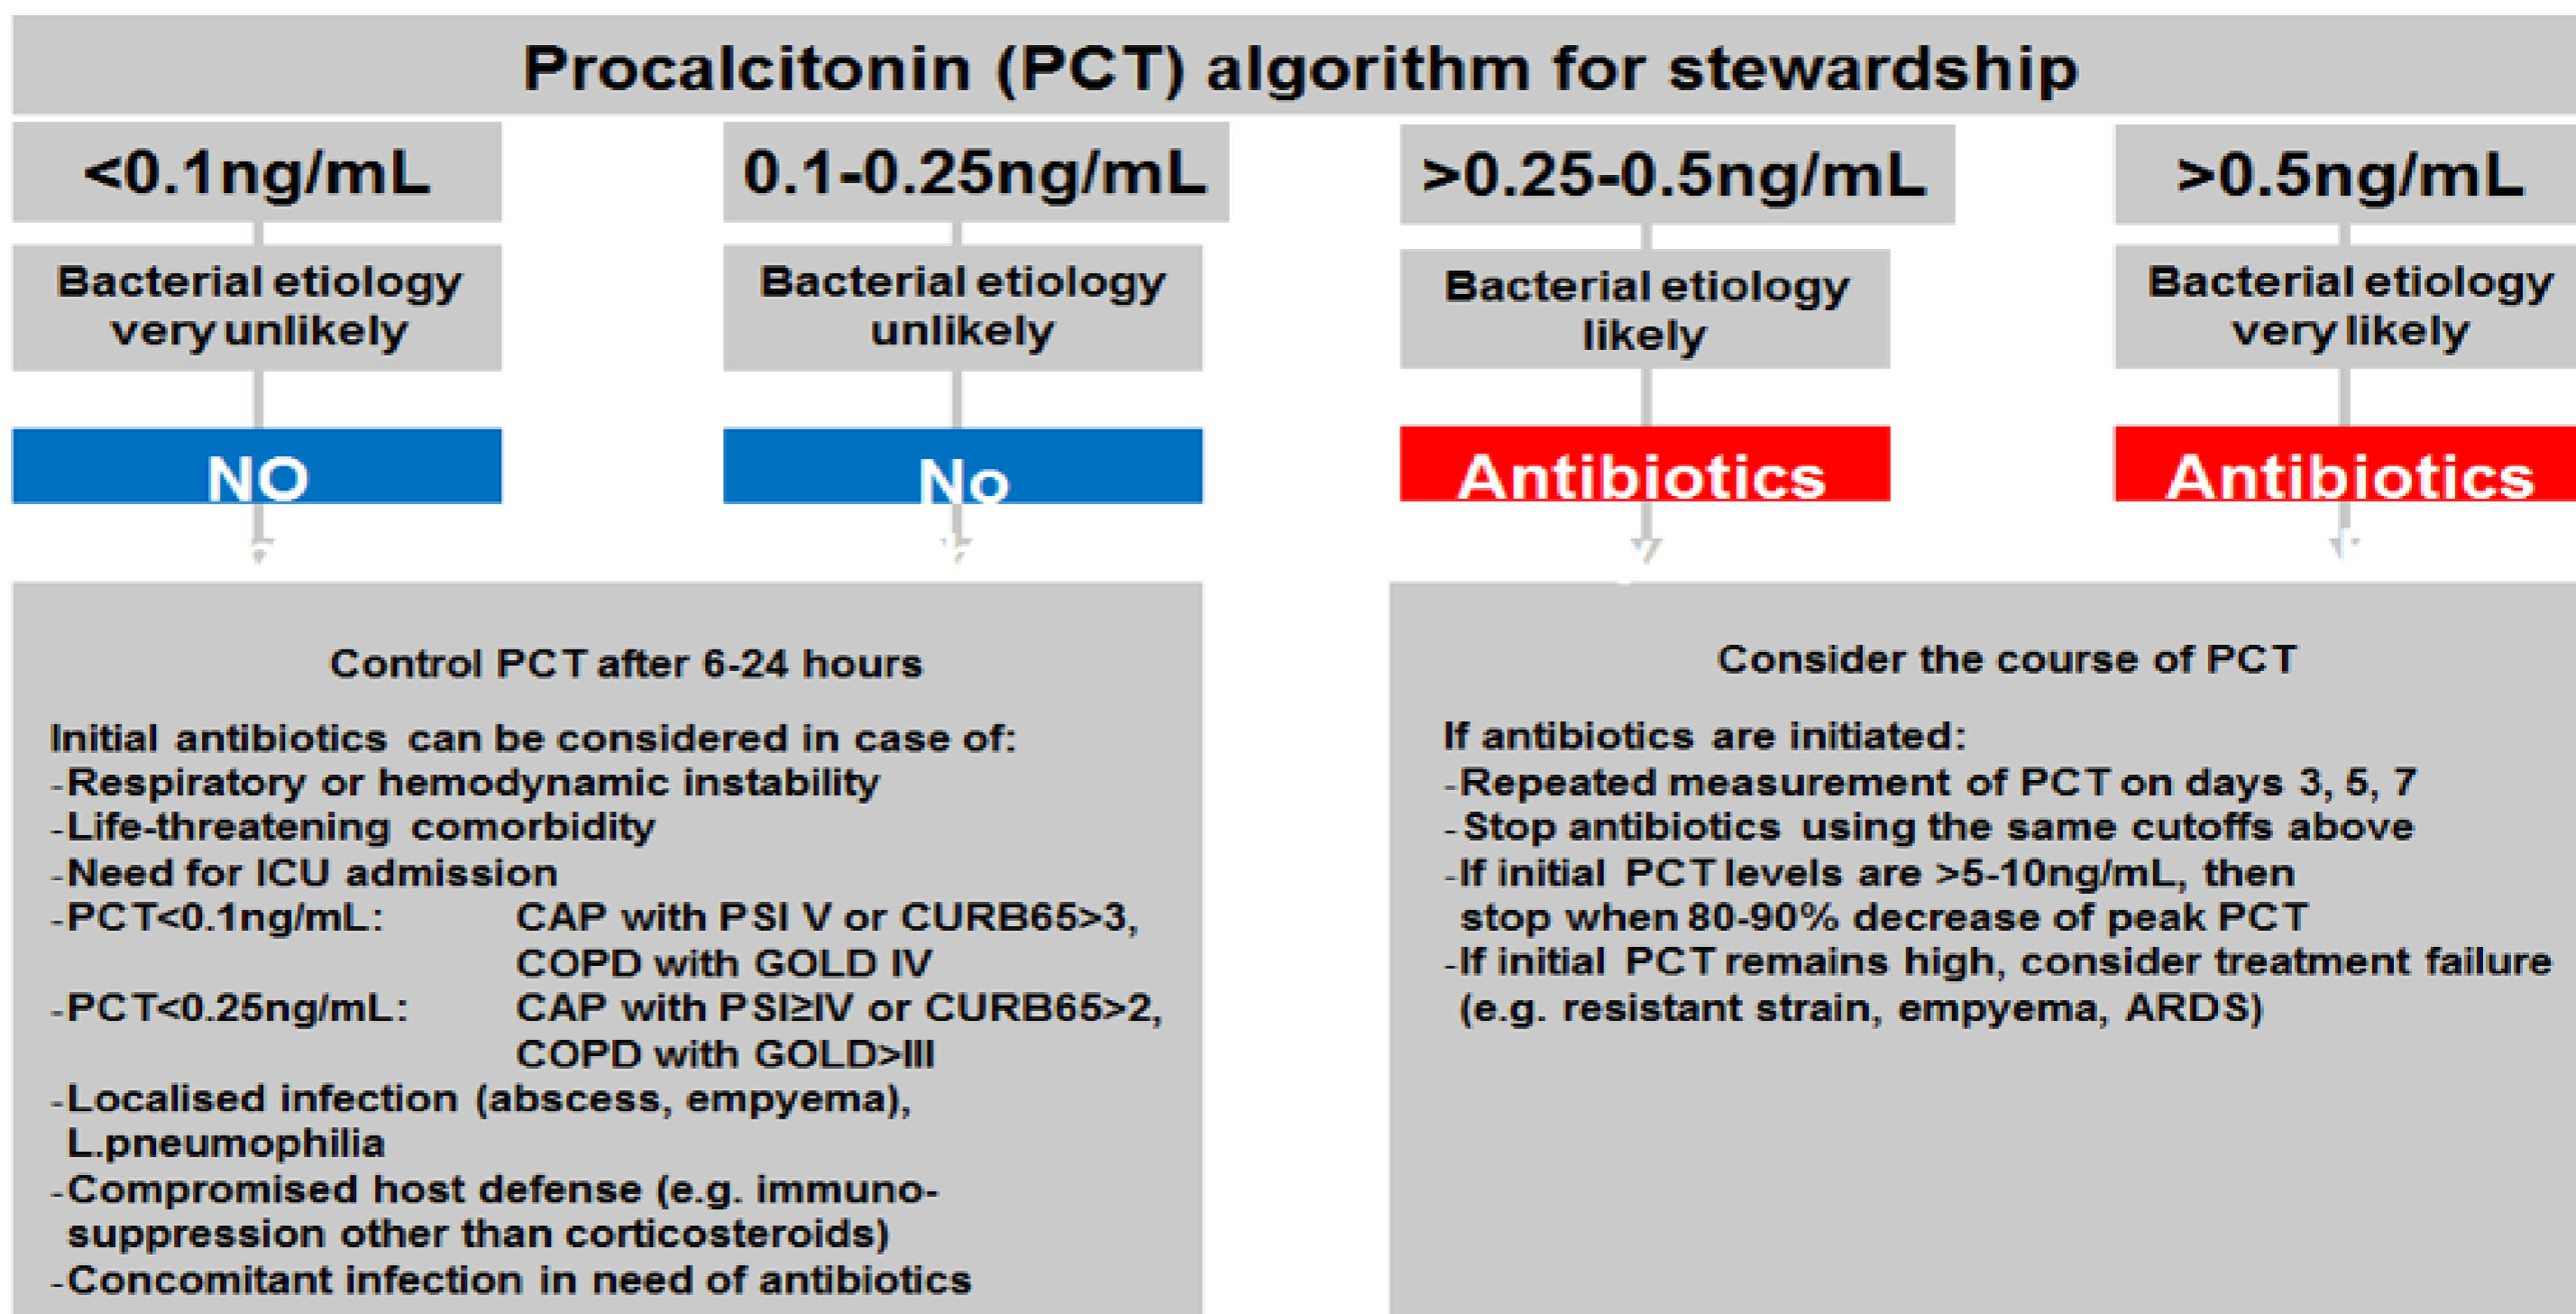 Procalcitonin (PCT) algorithm for stewardship
<0.1ng/mL
0.1-0.25ng/mL
>0.25-0.5ng/mL
>0.5ng/mL
Bacterial etiology
very unlikely
Bacterial etiology
unlikely
Bacterial etiology
likely
Bacterial etiology
very likely
NO
No
Antibiotics
Antibiotics
Control PCT after 6-24 hours
Initial antibiotics can be considered in case of:
-Respiratory or hemodynamic instability
-Life-threatening comorbidity
-Need for ICU admission
-PCT<0.1ng/mL: CAP with PSI V or CURB65>3,
COPD with GOLD IV
-PCT<0.25ng/mL: CAP with PSI≥IV or CURB65>2,
COPD with GOLD>III
-Localised infection (abscess, empyema),
L.pneumophilia
-Compromised host defense (e.g. immuno-
suppression other than corticosteroids)
-Concomitant infection in need of antibiotics
Consider the course of PCT
If antibiotics are initiated:
-Repeated measurement of PCT on days 3, 5, 7
-Stop antibiotics using the same cutoffs above
-If initial PCT levels are >5-10ng/mL, then
stop when 80-90% decrease of peak PCT
-If initial PCT remains high, consider treatment failure
(e.g. resistant strain, empyema, ARDS)